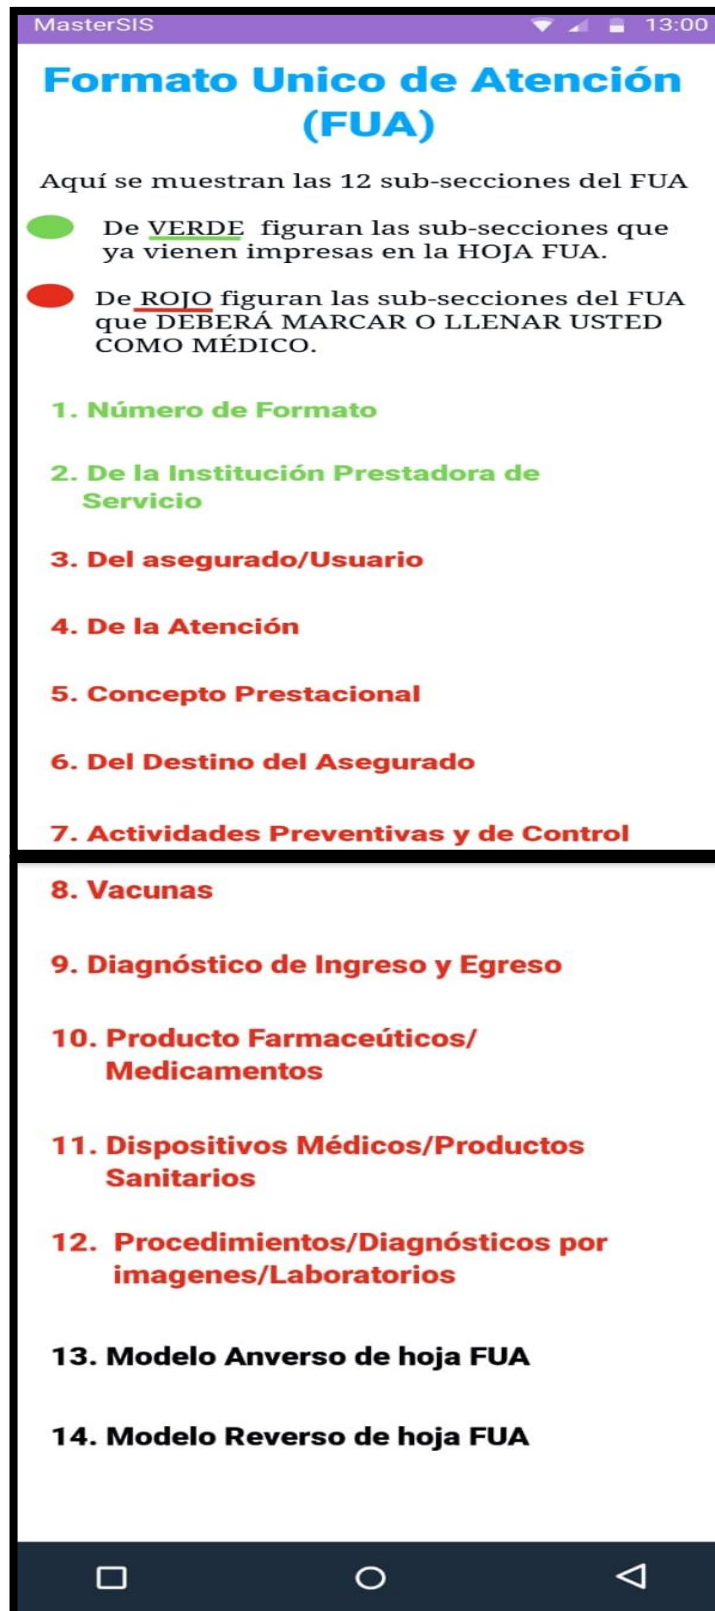 MasterSIS 13:00
Formato Unico de Atención
(FUA)
Aquí se muestran las 12 sub-secciones del FUA
De VERDE figuran las sub-secciones que
ya vienen impresas en la HOJA FUA.
De ROJO figuran las sub-secciones del FUA
que DEBERÁ MARCAR O LLENAR USTED
COMO MÉDICO.
1. Número de Formato
2. De la Institución Prestadora de
Servicio
3. Del asegurado/Usuario
4. De la Atención
5. Concepto Prestacional
6. Del Destino del Asegurado
7. Actividades Preventivas y de Control
8. Vacunas
9. Diagnóstico de Ingreso y Egreso
10. Producto Farmaceúticos/
Medicamentos
11. Dispositivos Médicos/Productos
Sanitarios
12. Procedimientos/Diagnósticos por
imagenes/Laboratorios
13. Modelo Anverso de hoja FUA
14. Modelo Reverso de hoja FUA